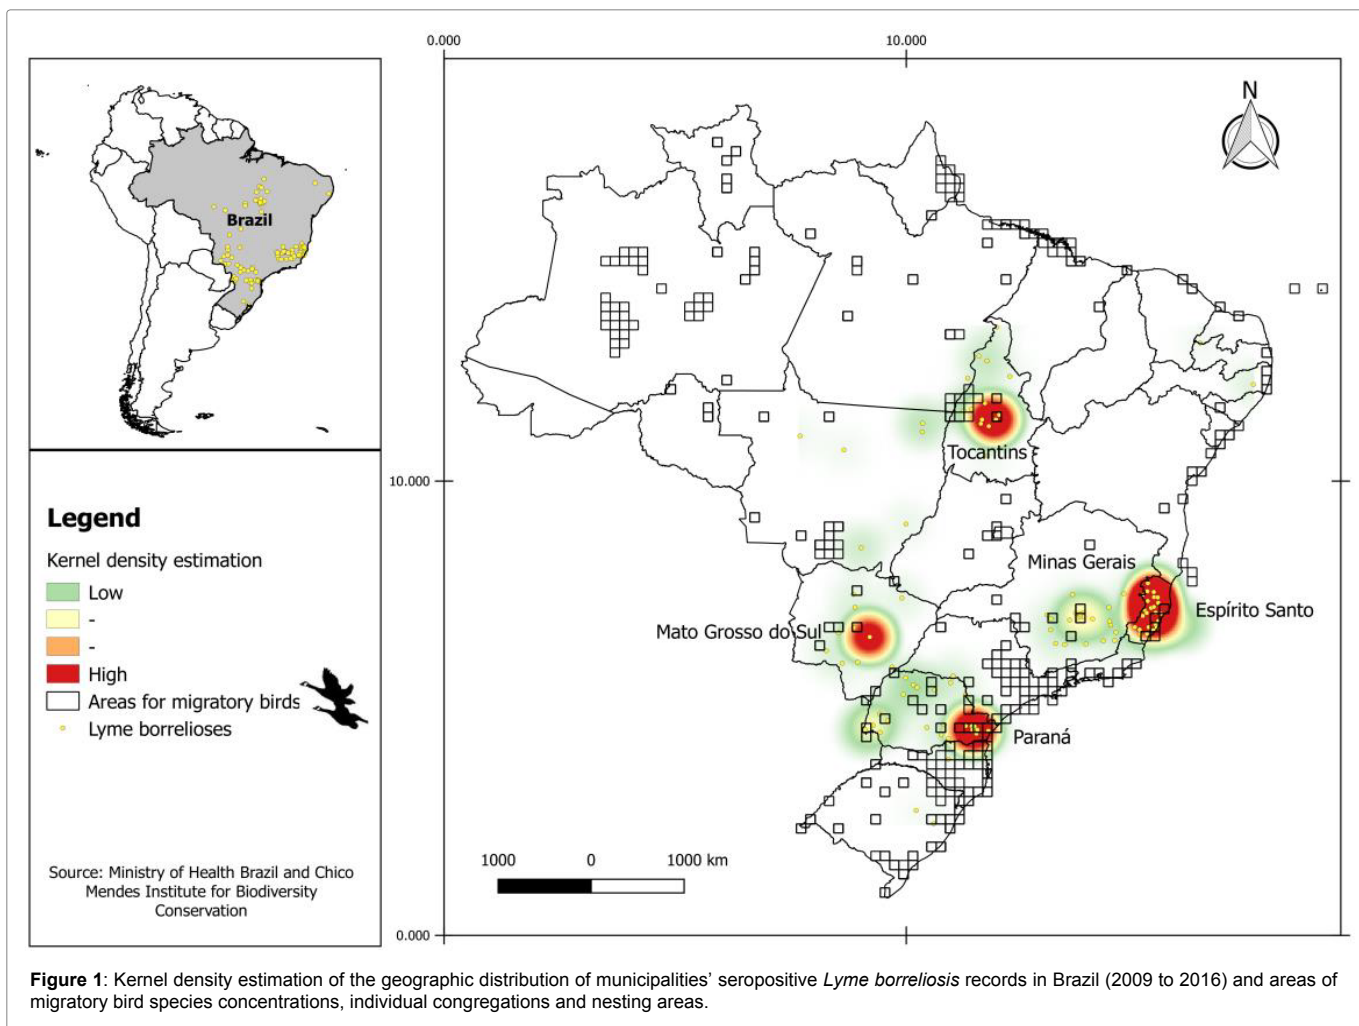 0.000
10.000
N
Brazil
Legend
Kernel density estimation
Low
-
-
High
Areas for migratory birds
Lyme borrelioses
Source: Ministry of Health Brazil and Chico
Mendes Institute for Biodiversity
Conservation
10.000
0.000
Tocantins
Minas Gerais
Espírito Santo
Mato Grosso do Sul
Paraná
1000
0
1000 km
Figure 1: Kernel density estimation of the geographic distribution of municipalities' seropositive Lyme borreliosis records in Brazil (2009 to 2016) and areas of
migratory bird species concentrations, individual congregations and nesting areas.